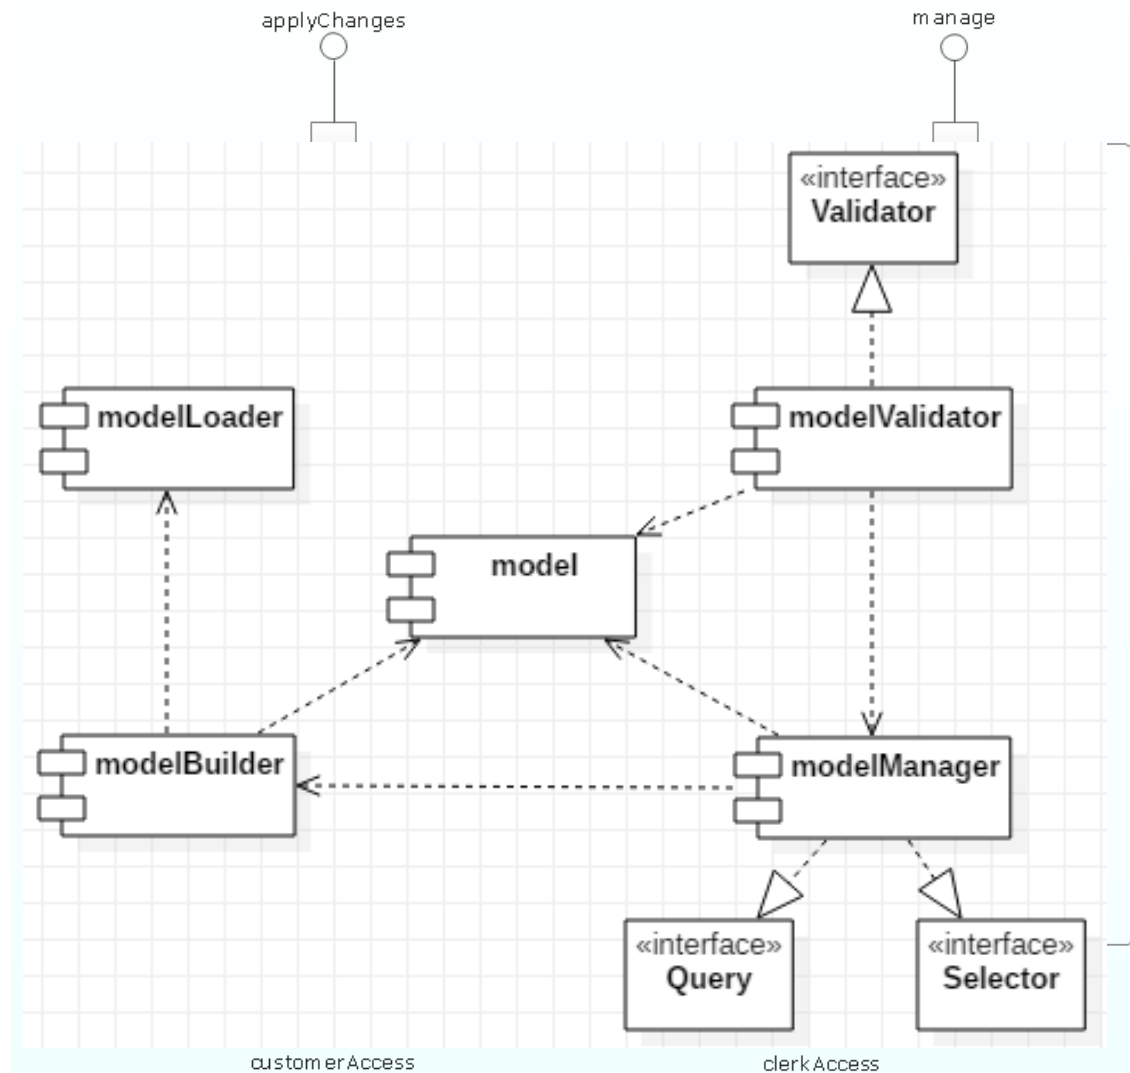 applyChanges
manage
«interface»
Validator
modelLoader
modelValidator
model
modelBuilder
modelManager
«interface»
Query
«interface»
Selector
customerAccess
clerkAccess